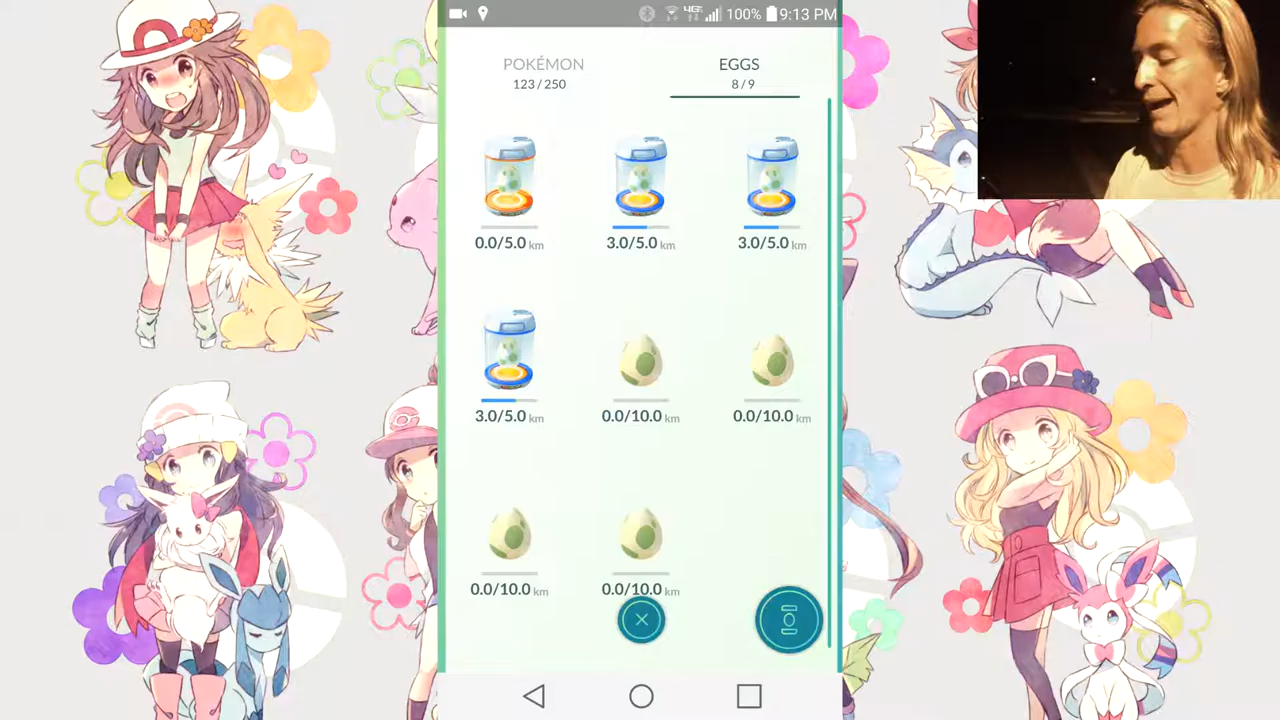 4G LTE 100% 9:13 PM
POKÉMON EGGS
123/250 8/9
0.0/5.0 km 3.0/5.0 km 3.0/5.0 km
3.0/5.0 km 0.0/10.0 km 0.0/10.0 km
0.0/10.0 km 0.0/10.0 km